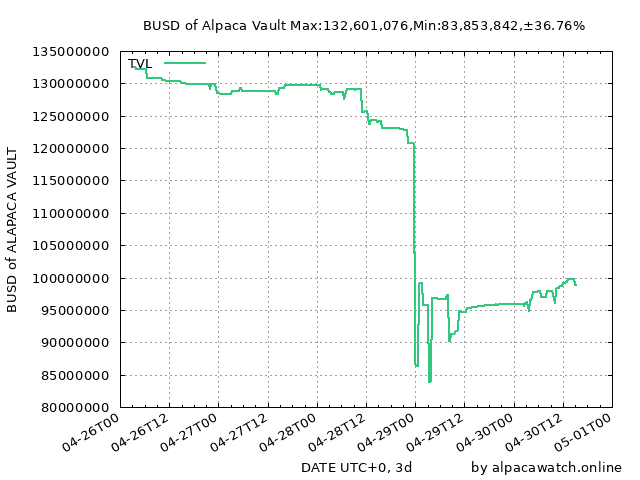 BUSD of Alpaca Vault Max:132,601,076,Min:83,853,842,±36.76%
TVL
BUSD of ALAPACA VAULT
135000000
130000000
125000000
120000000
115000000
110000000
105000000
100000000
95000000
90000000
85000000
80000000
04-26T00
04-26T12
04-27T00
04-27T12
04-28T00
04-28T12
04-29T00
04-29T12
04-30T00
04-30T12
05-01T00
DATE UTC+0, 3d
by alpacawatch.online